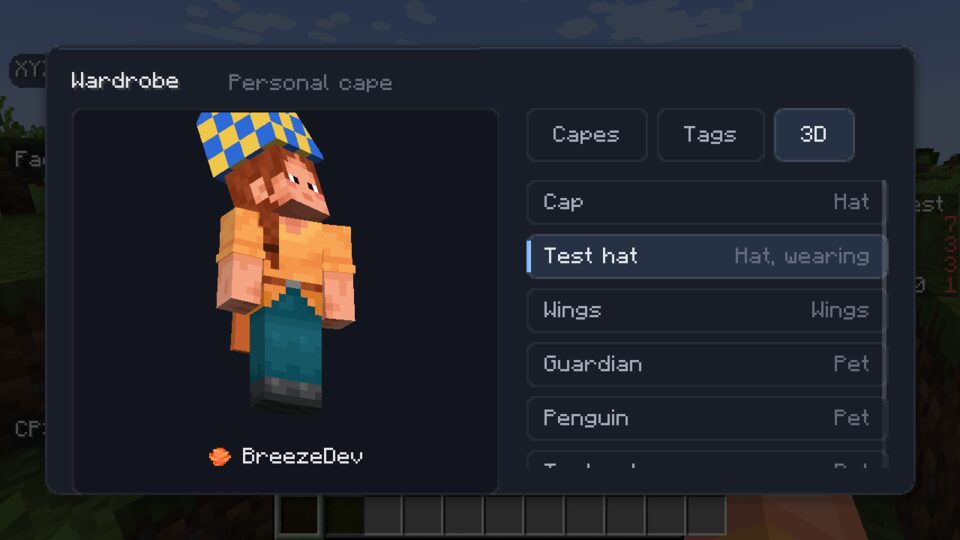 Wardrobe
Personal cape
Capes
Tags
3D
Cap
Hat
Test hat
Hat, wearing
Wings
Wings
Guardian
Pet
Penguin
Pet
BreezeDev